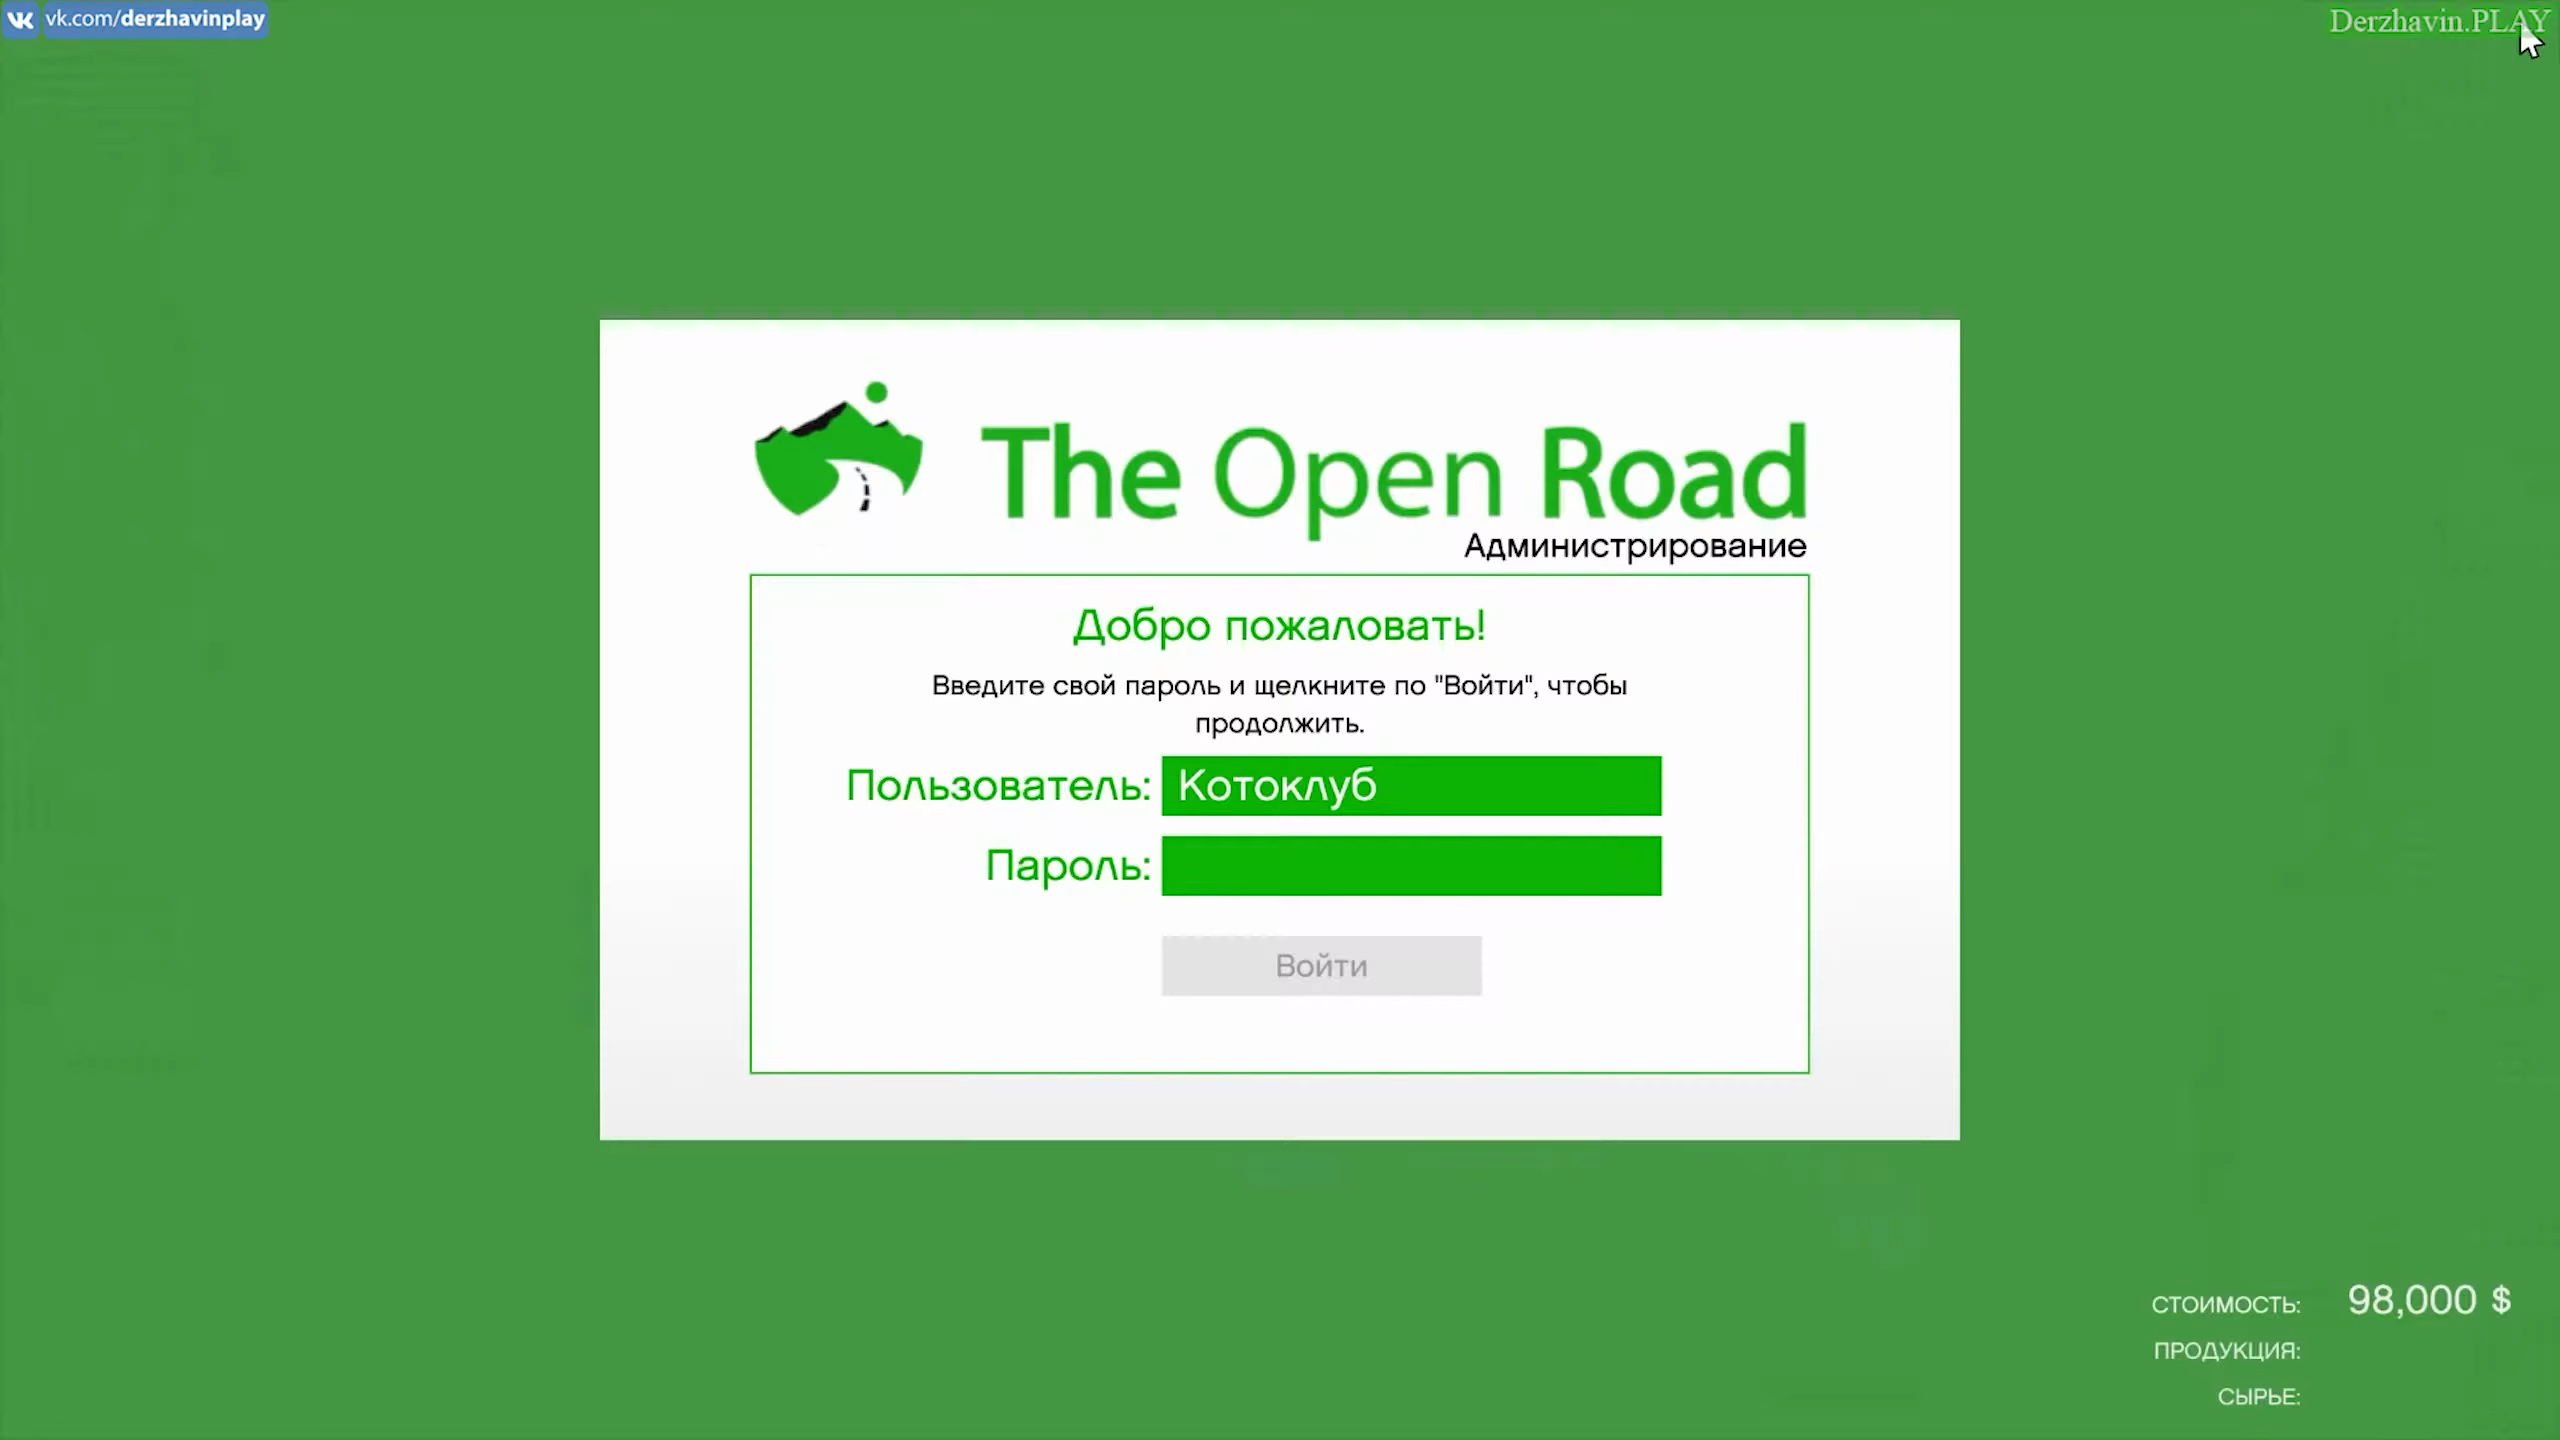 vk.com/derzhavinplay
Derzhavin.PLAY
The Open Road
Администрирование
Добро пожаловать!
Введите свой пароль и щелкните по "Войти", чтобы
продолжить.
Пользователь: Котоклуб
Пароль:
Войти
СТОИМОСТЬ: 98,000 $
ПРОДУКЦИЯ:
СЫРЬЕ: